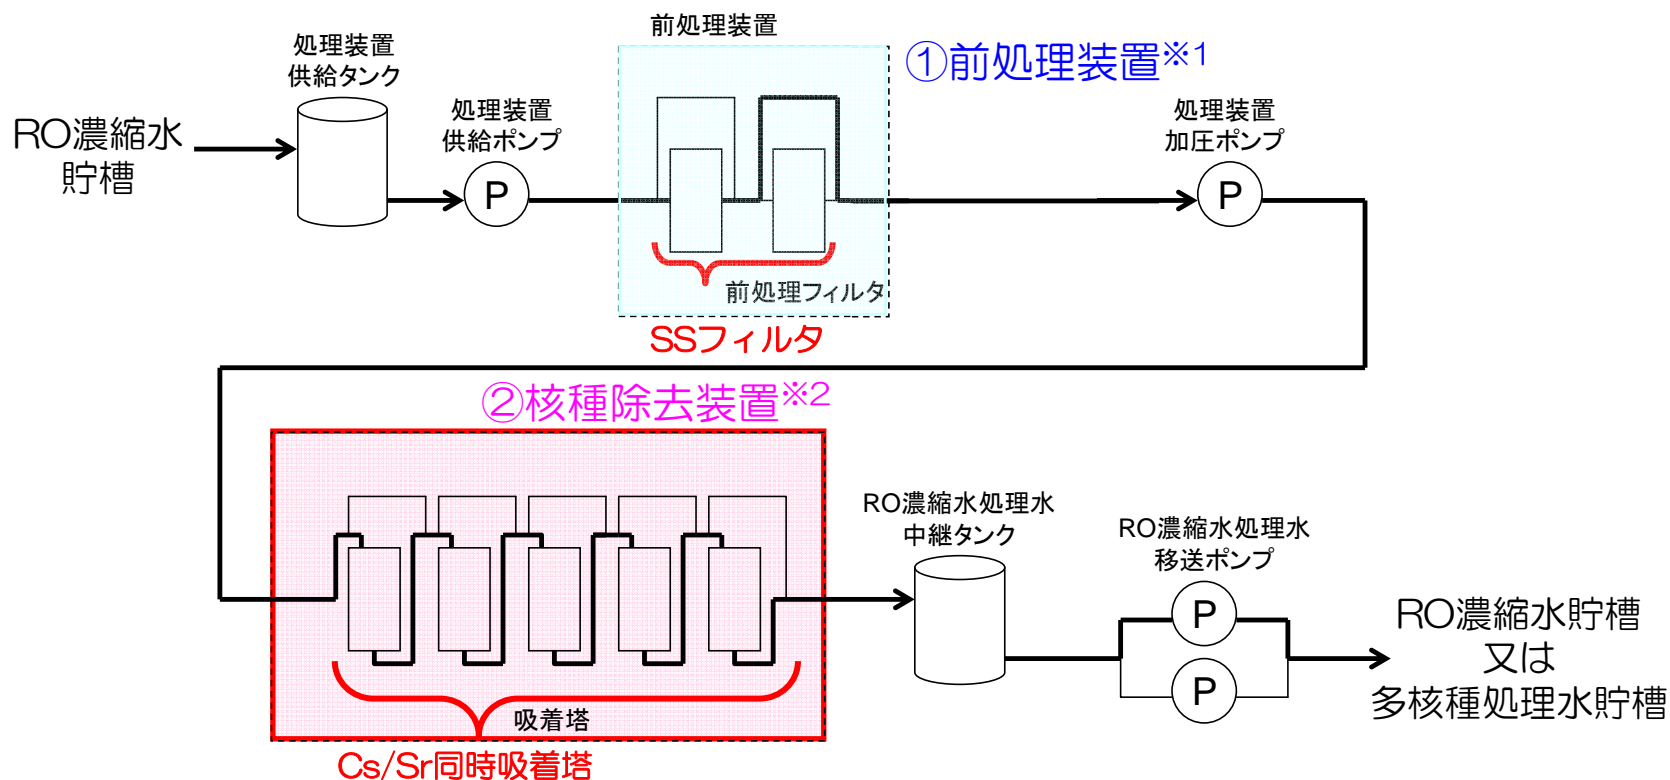 前処理装置
①前処理装置※1
処理装置
供給タンク
処理装置
供給ポンプ
処理装置
加圧ポンプ
RO濃縮水
貯槽
P
P
前処理フィルタ
SSフィルタ
②核種除去装置※2
RO濃縮水処理水
中継タンク
RO濃縮水処理水
移送ポンプ
P
P
RO濃縮水貯槽
又は
多核種処理水貯槽
吸着塔
Cs/Sr同時吸着塔